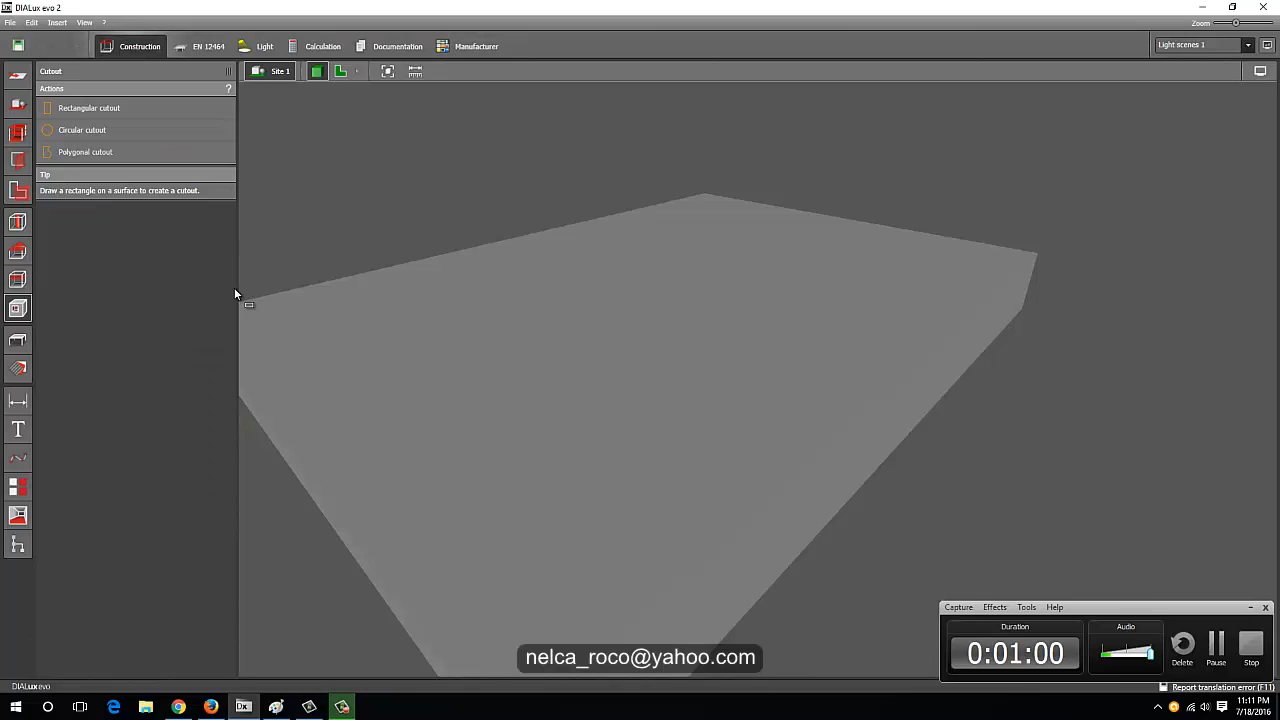 DIALux evo 2
File Edit Insert View ?
Zoom
Construction EN 12464 Light Calculation Documentation Manufacturer Light scenes 1
Cutout Site 1
Actions ?
Rectangular cutout
Circular cutout
Polygonal cutout
Tip
Draw a rectangle on a surface to create a cutout.
T
Capture Effects Tools Help
Duration Audio
0:01:00
Delete Pause Stop
nelca_roco@yahoo.com
DIALux evo Report translation error (F11)
Dx
11:11 PM
7/18/2016